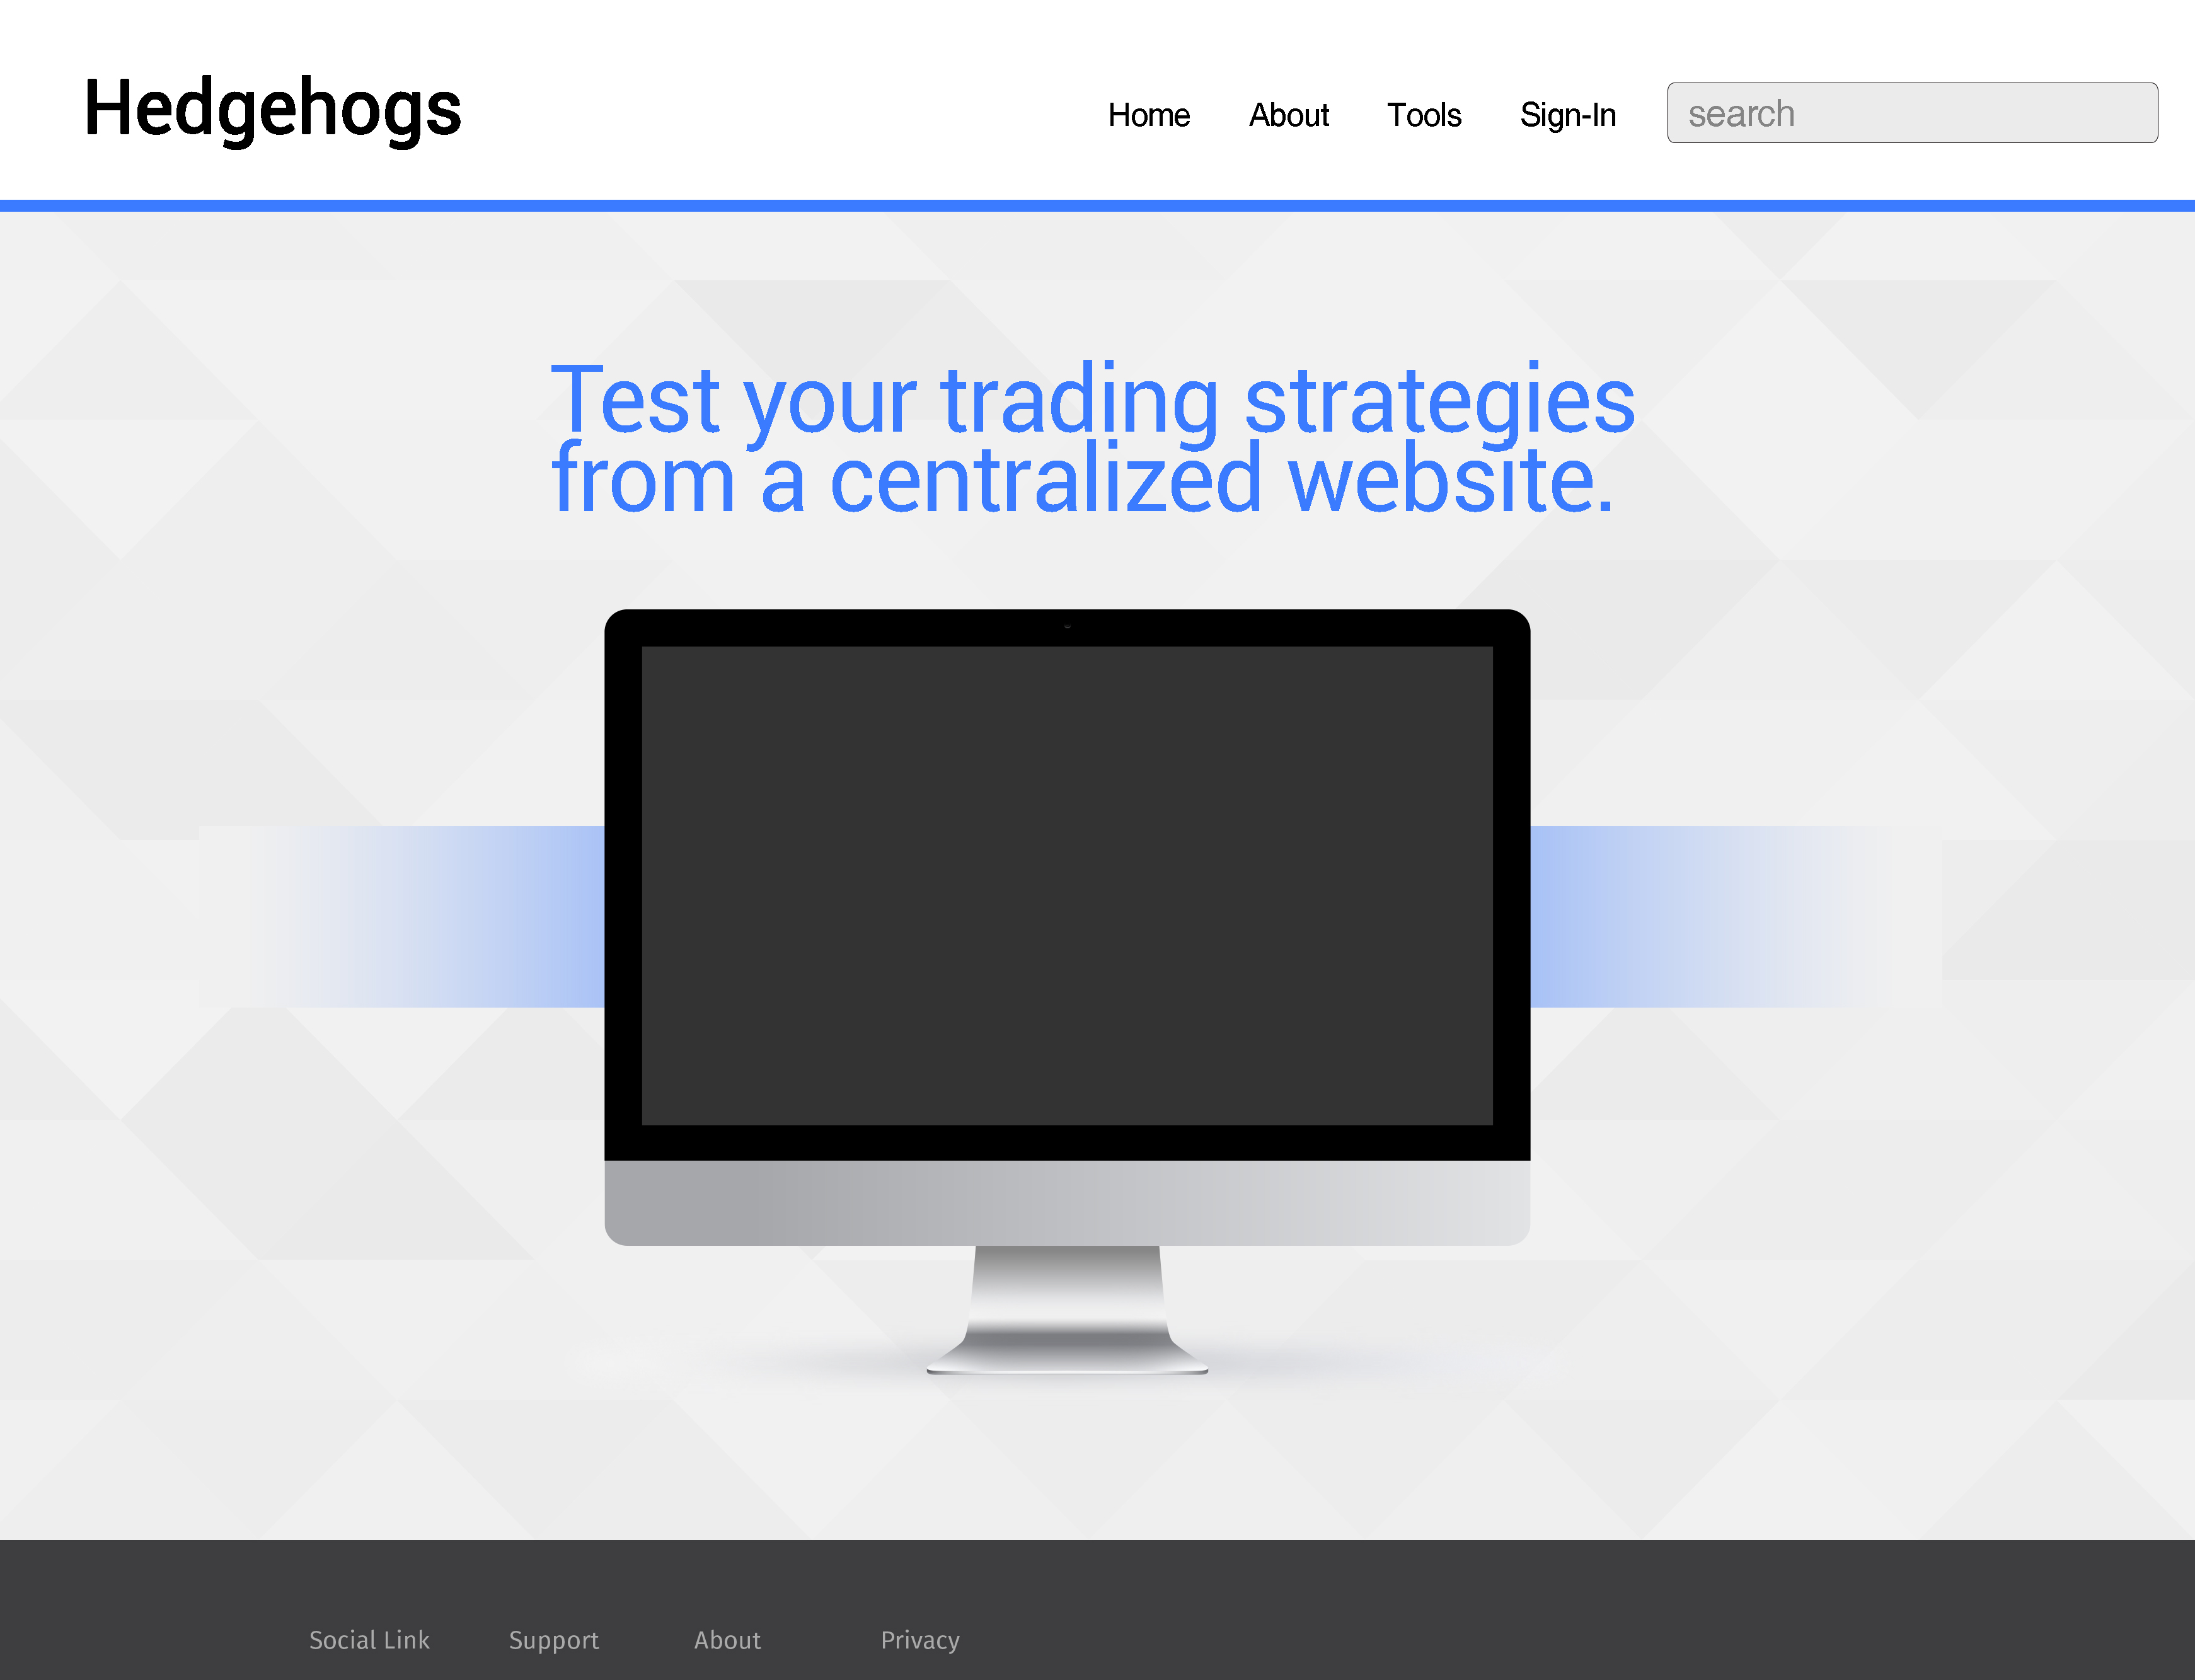 Hedgehogs
Home About Tools Sign-In search
Test your trading strategies
from a centralized website.
Social Link Support About Privacy